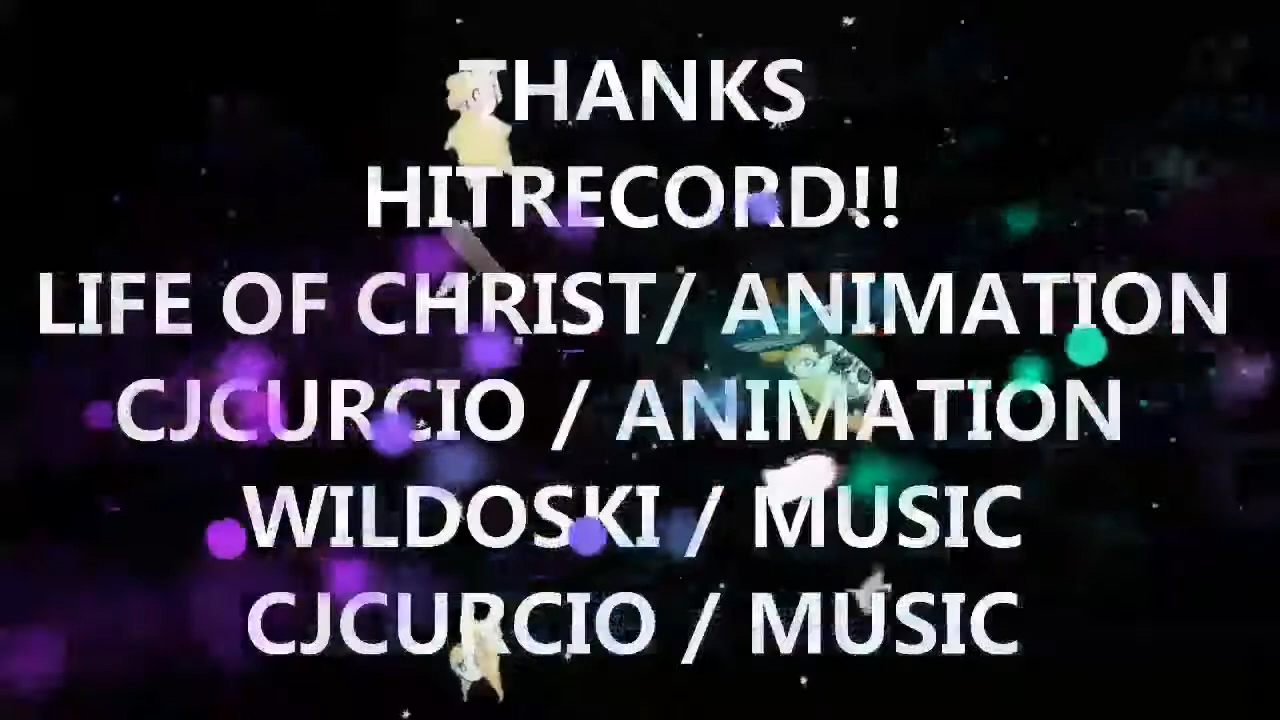 THANKS
HITRECORD!!
LIFE OF CHRIST/ ANIMATION
CJCURCIO / ANIMATION
WILDOSKI / MUSIC
CJCURCIO / MUSIC